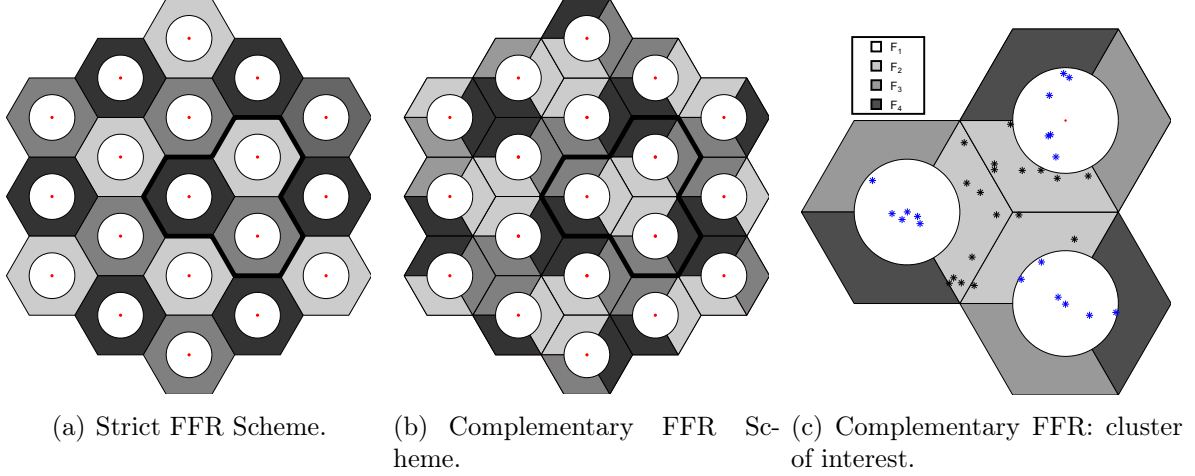 F1
F2
F3
F4
(a) Strict FFR Scheme.
(b) Complementary FFR Sc-
heme.
(c) Complementary FFR: cluster
of interest.